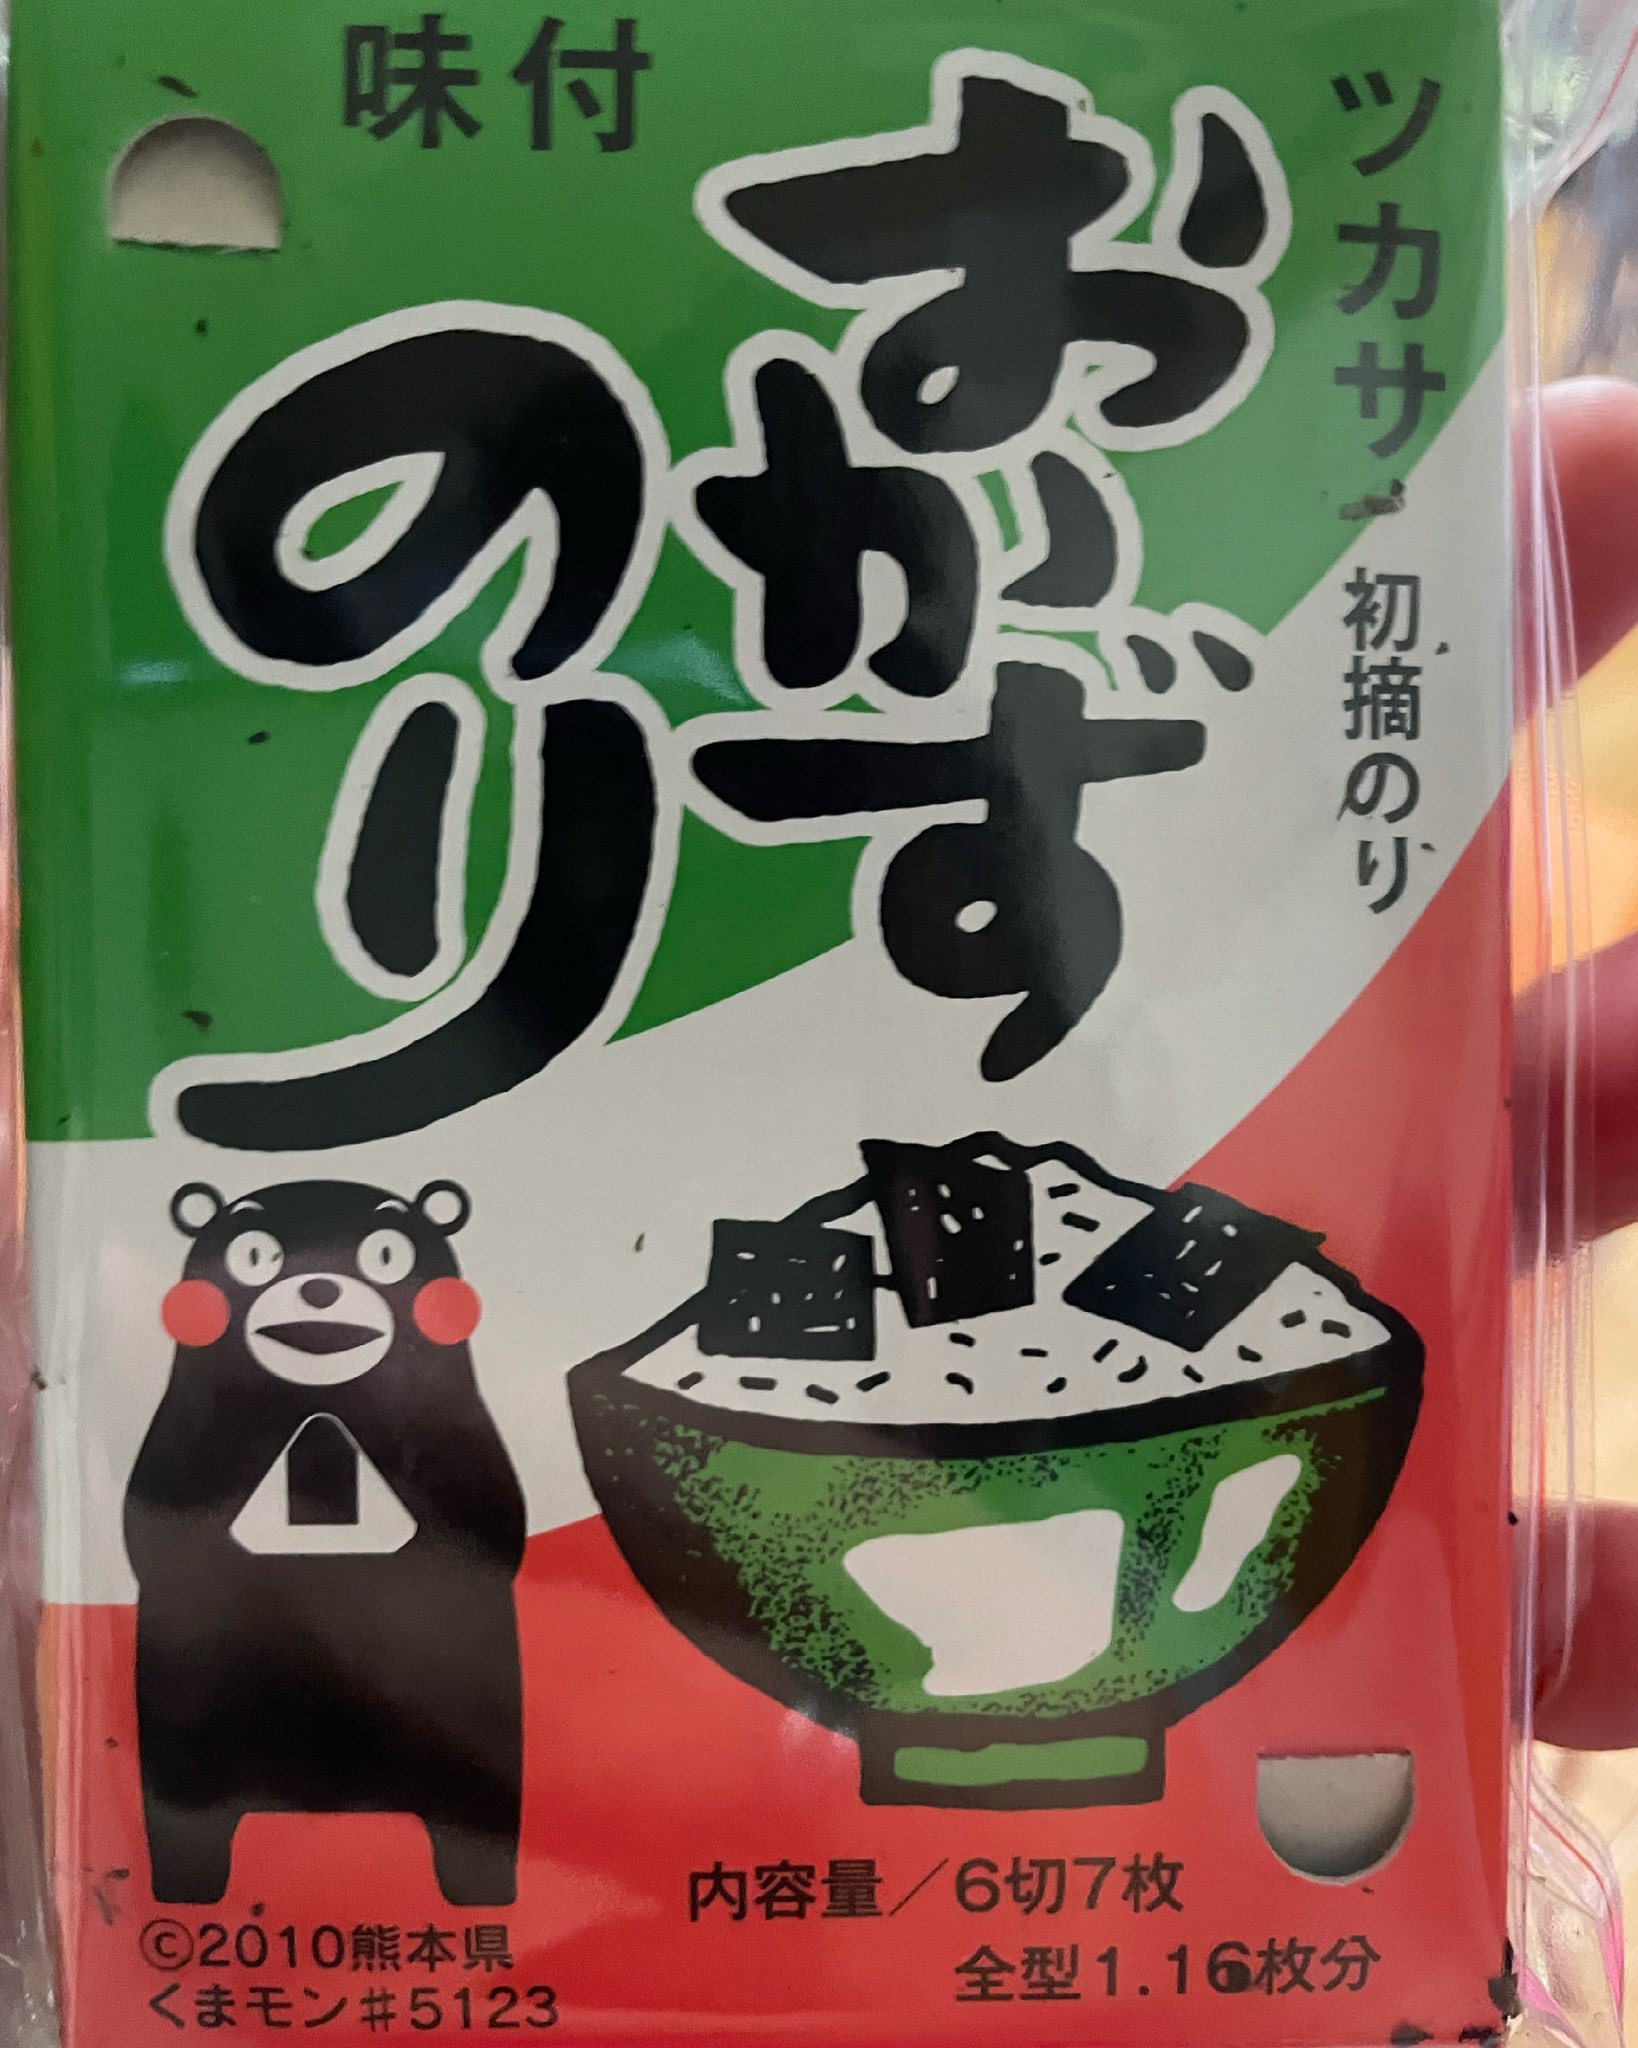 味付
ツカサ
初摘のり
おかず
のり
内容量／6切7枚
全型1.16枚分
©2010熊本県
くまモン#5123